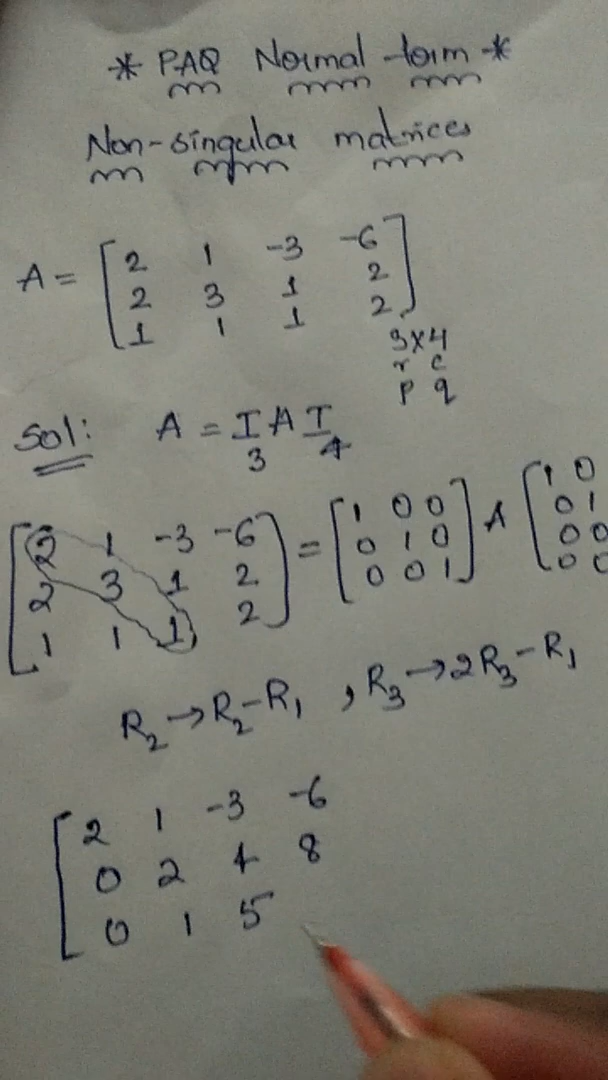 * PAQ Normal form *
Non-singular matrices
A = [2 1 -3 -6
2 3 1 2
1 1 1 2]
3×4
r c
p q
Sol: A = I₃ A I₄
[2 1 -3 -6] = [1 0 0] A [1 0
2 3 1 2 0 1 0 0 1
1 1 1 2 0 0 1 0 0
0 0
R₂→R₂-R₁, R₃→2R₃-R₁
[2 1 -3 -6
0 2 4 8
0 1 5